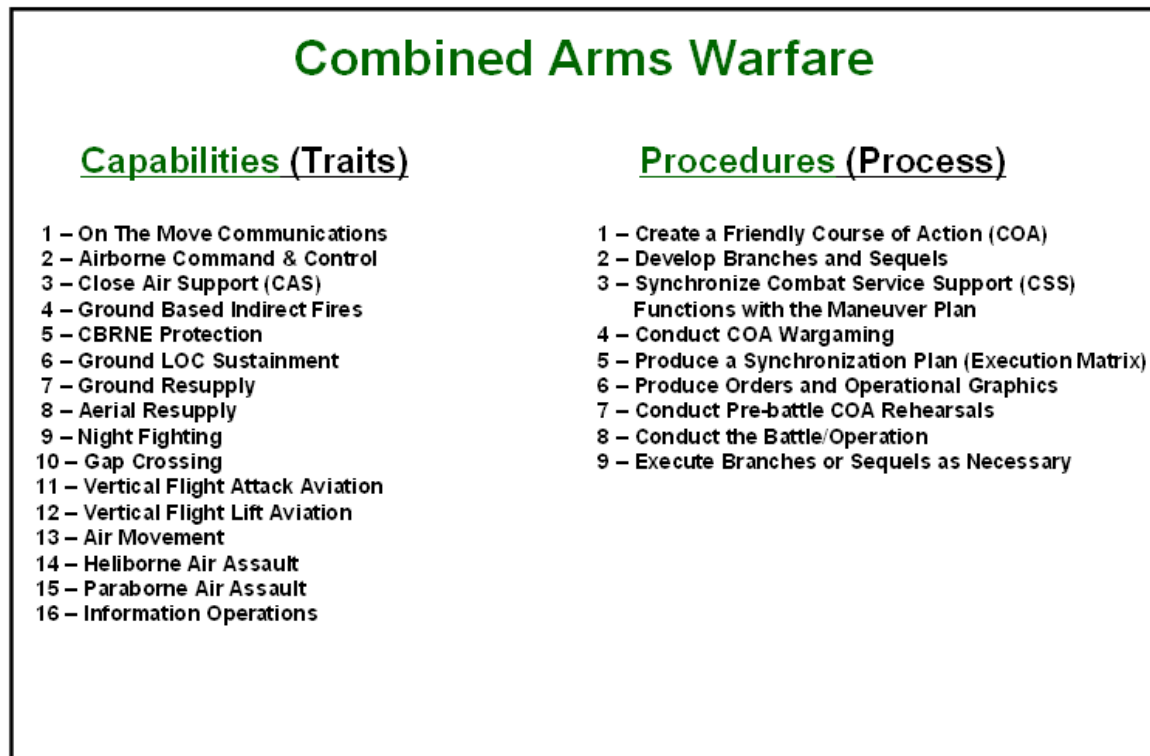 Combined Arms Warfare
Capabilities (Traits)
1 – On The Move Communications
2 – Airborne Command & Control
3 – Close Air Support (CAS)
4 – Ground Based Indirect Fires
5 – CBRNE Protection
6 – Ground LOC Sustainment
7 – Ground Resupply
8 – Aerial Resupply
9 – Night Fighting
10 – Gap Crossing
11 – Vertical Flight Attack Aviation
12 – Vertical Flight Lift Aviation
13 – Air Movement
14 – Heliborne Air Assault
15 – Paraborne Air Assault
16 – Information Operations
Procedures (Process)
1 – Create a Friendly Course of Action (COA)
2 – Develop Branches and Sequels
3 – Synchronize Combat Service Support (CSS)
Functions with the Maneuver Plan
4 – Conduct COA Wargaming
5 – Produce a Synchronization Plan (Execution Matrix)
6 – Produce Orders and Operational Graphics
7 – Conduct Pre-battle COA Rehearsals
8 – Conduct the Battle/Operation
9 – Execute Branches or Sequels as Necessary